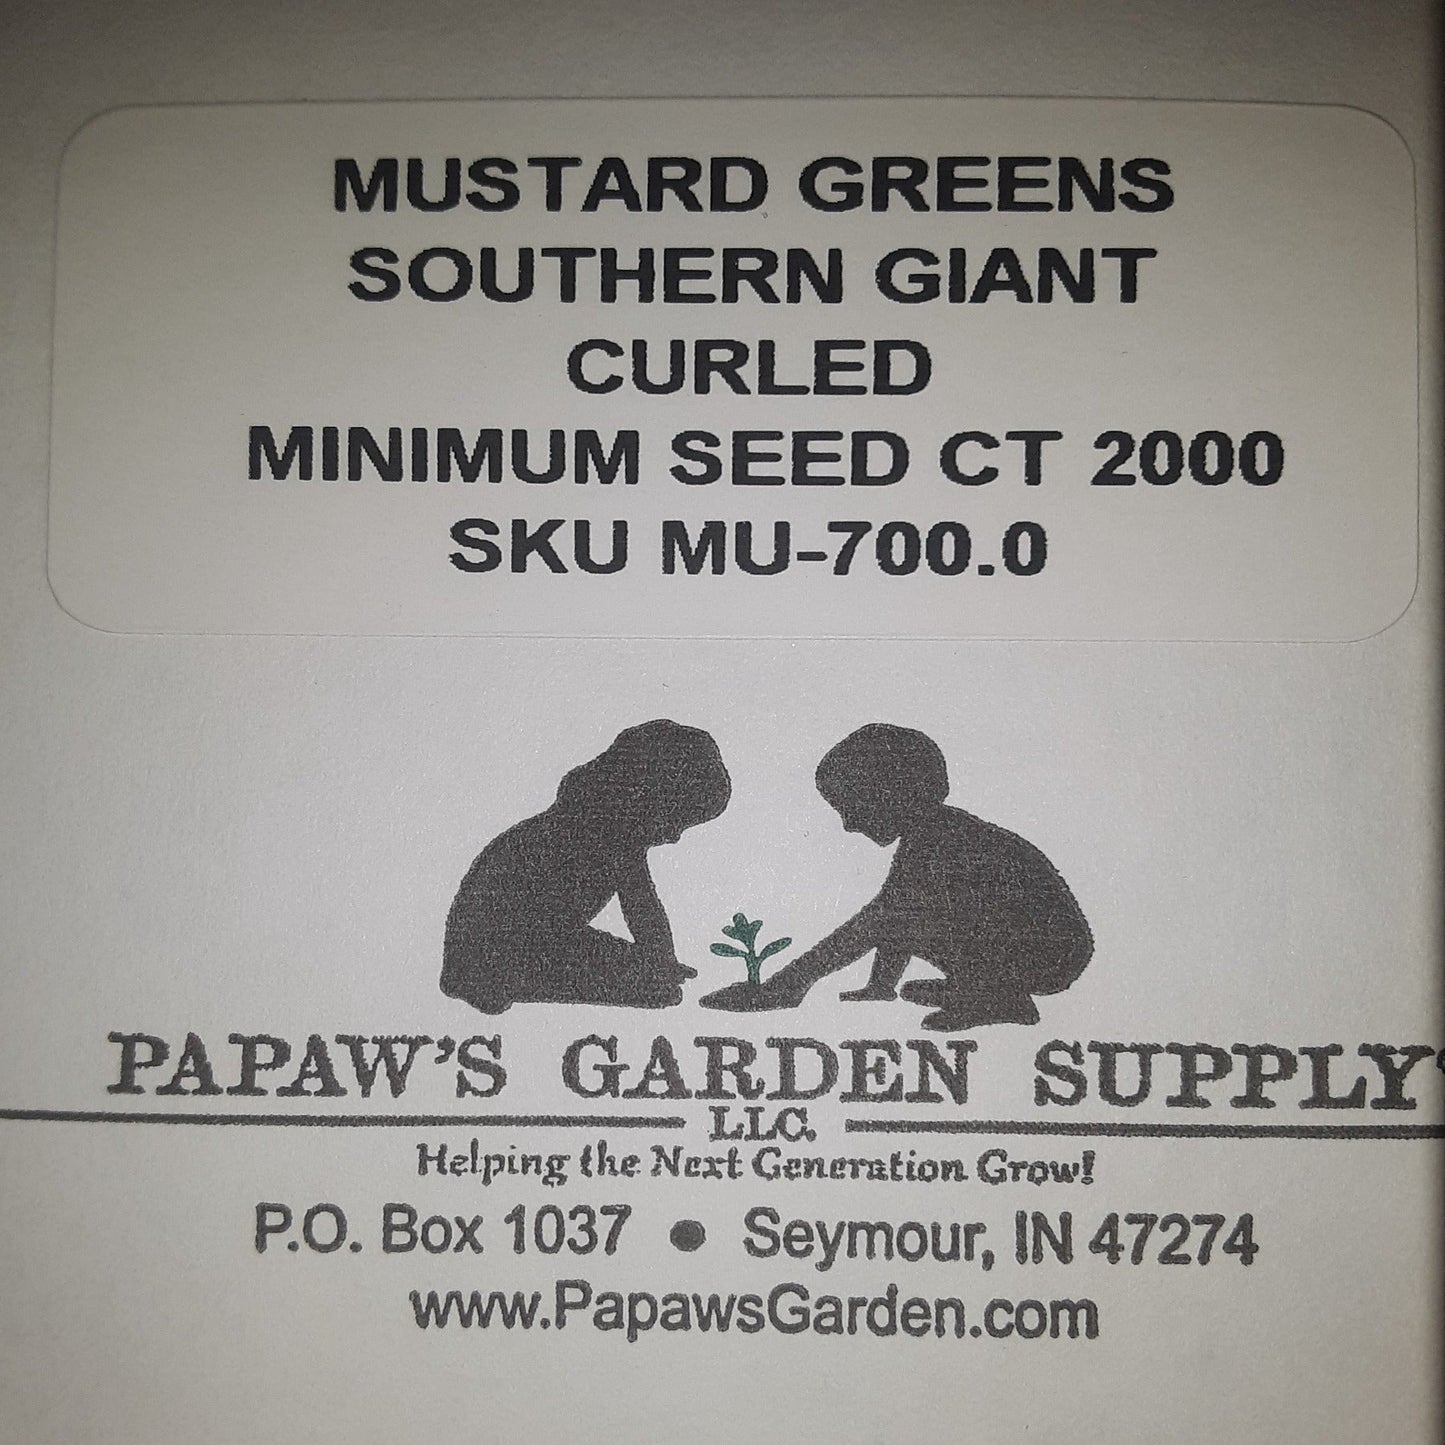 MUSTARD GREENS
SOUTHERN GIANT
CURLED
MINIMUM SEED CT 2000
SKU MU-700.0
PAPAW'S GARDEN SUPPLY
LLC.
Helping the Next Generation Grow!
P.O. Box 1037 ● Seymour, IN 47274
www.PapawsGarden.com